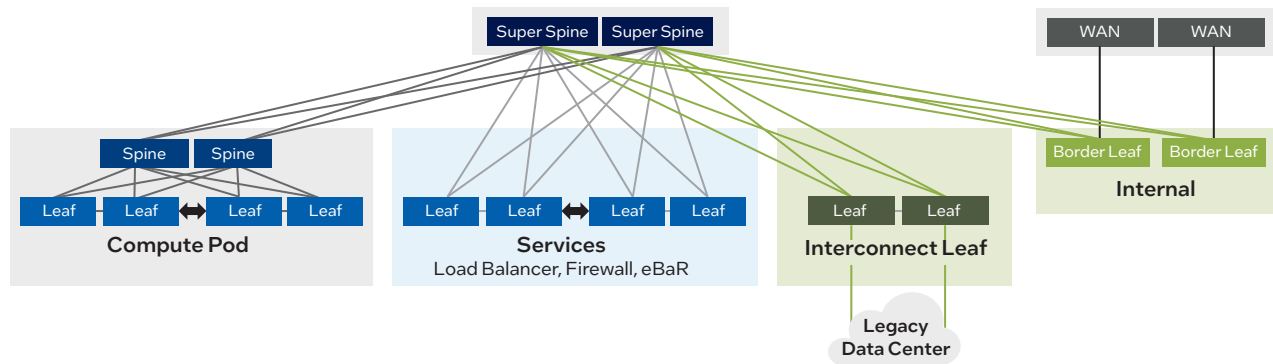 Super Spine Super Spine
WAN WAN
Spine Spine
Border Leaf Border Leaf
Internal
Leaf Leaf Leaf Leaf
Compute Pod
Leaf Leaf Leaf Leaf
Services
Load Balancer, Firewall, eBaR
Leaf Leaf
Interconnect Leaf
Legacy
Data Center